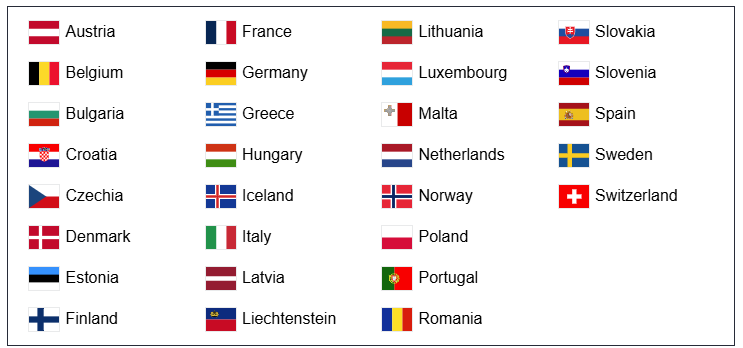 Austria
Belgium
Bulgaria
Croatia
Czechia
Denmark
Estonia
Finland
France
Germany
Greece
Hungary
Iceland
Italy
Latvia
Liechtenstein
Lithuania
Luxembourg
Malta
Netherlands
Norway
Poland
Portugal
Romania
Slovakia
Slovenia
Spain
Sweden
Switzerland